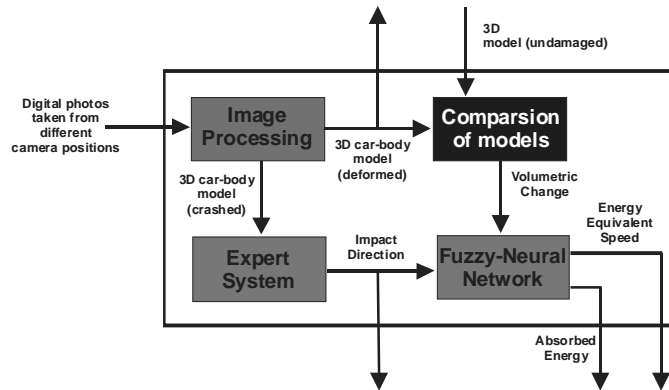 3D
model (undamaged)
Digital photos
taken from
different
camera positions
Image
Processing
Comparsion
of models
3D car-body
model
(deformed)
3D car-body
model
(crashed)
Volumetric
Change
Energy
Equivalent
Speed
Impact
Direction
Expert
System
Fuzzy-Neural
Network
Absorbed
Energy